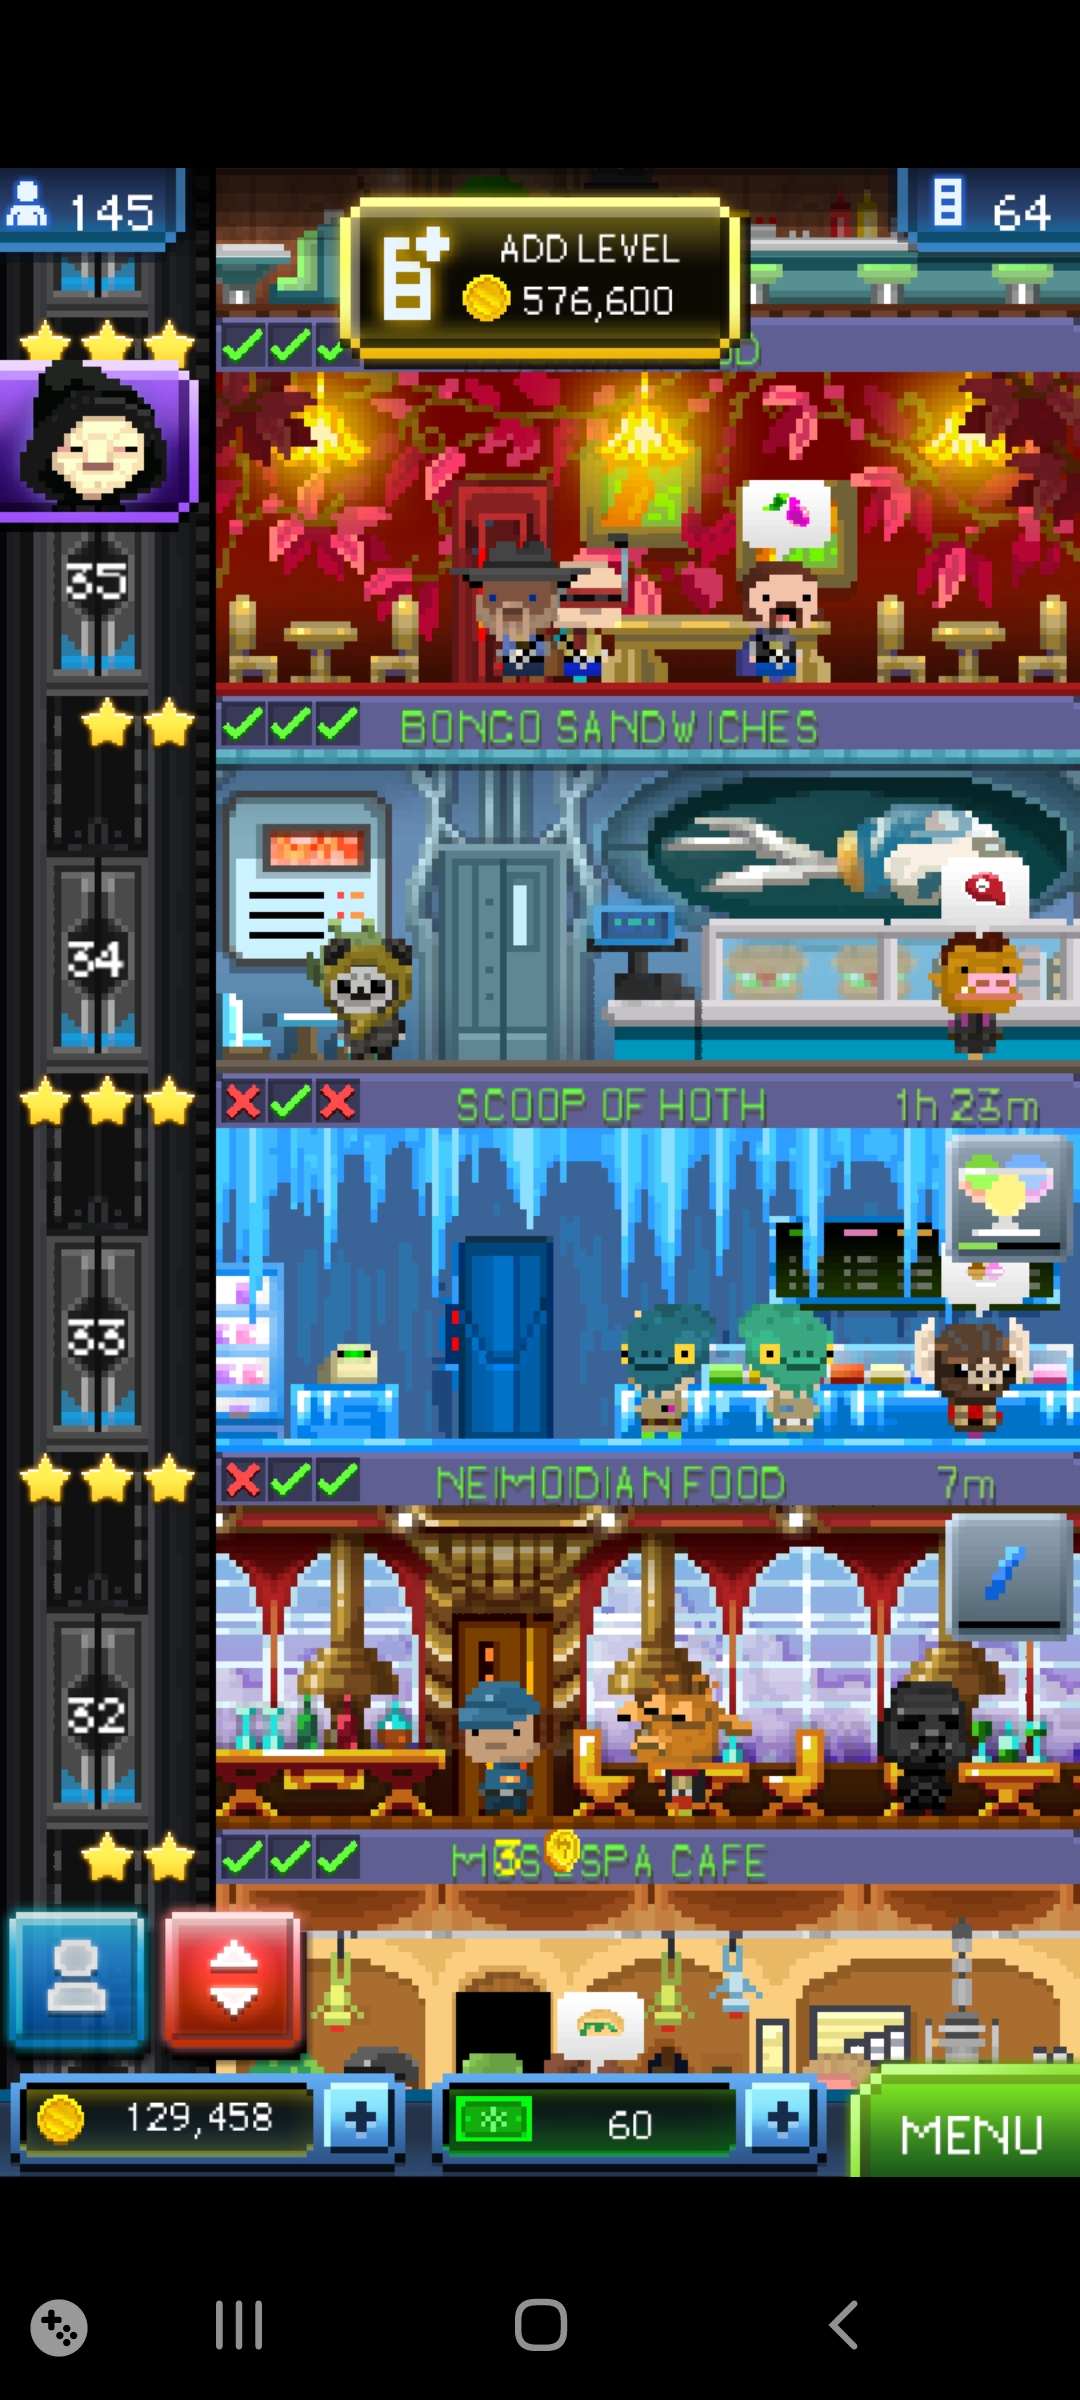 145
64
ADD LEVEL
576,600
35
BONGO SANDWICHES
34
SCOOP OF HOTH
1h 23m
33
NEIMOIDIAN FOOD
7m
32
3
SPA CAFE
129,458
60
MENU